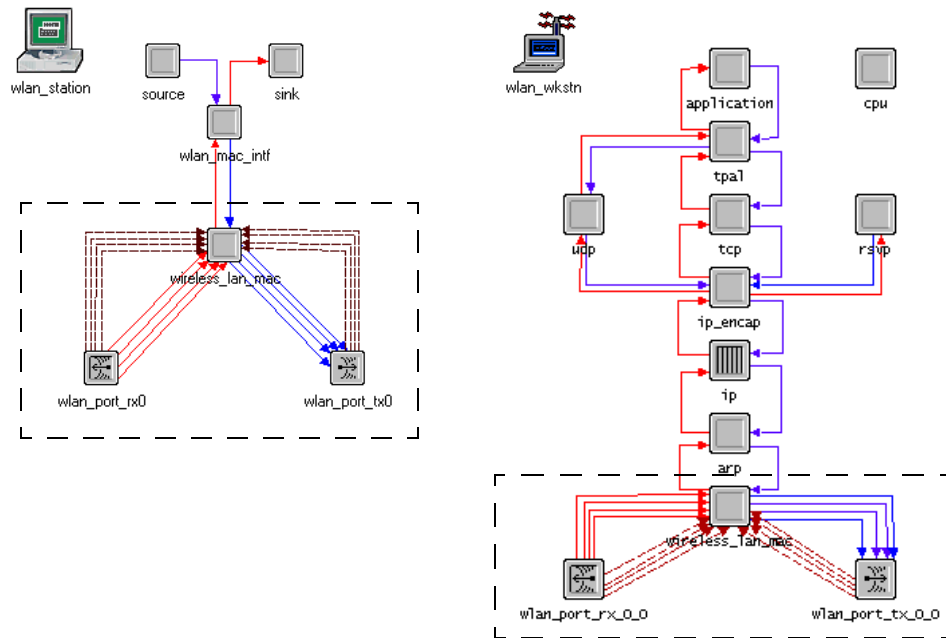 wlan_station
source
sink
wlan_mac_intf
wireless_lan_mac
wlan_port_rx0
wlan_port_tx0
wlan_wkstn
application
cpu
tpal
udp
tcp
rsvp
ip_encap
ip
arp
wireless_lan_mac
wlan_port_rx_0_0
wlan_port_tx_0_0